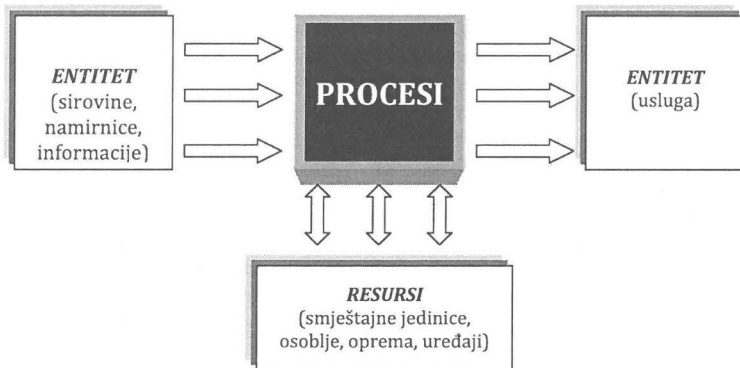 ENTITET
(sirovine,
namirnice,
informacije)
PROCESI
ENTITET
(usluga)
RESURSI
(smještajne jedinice,
osoblje, oprema, uređaji)